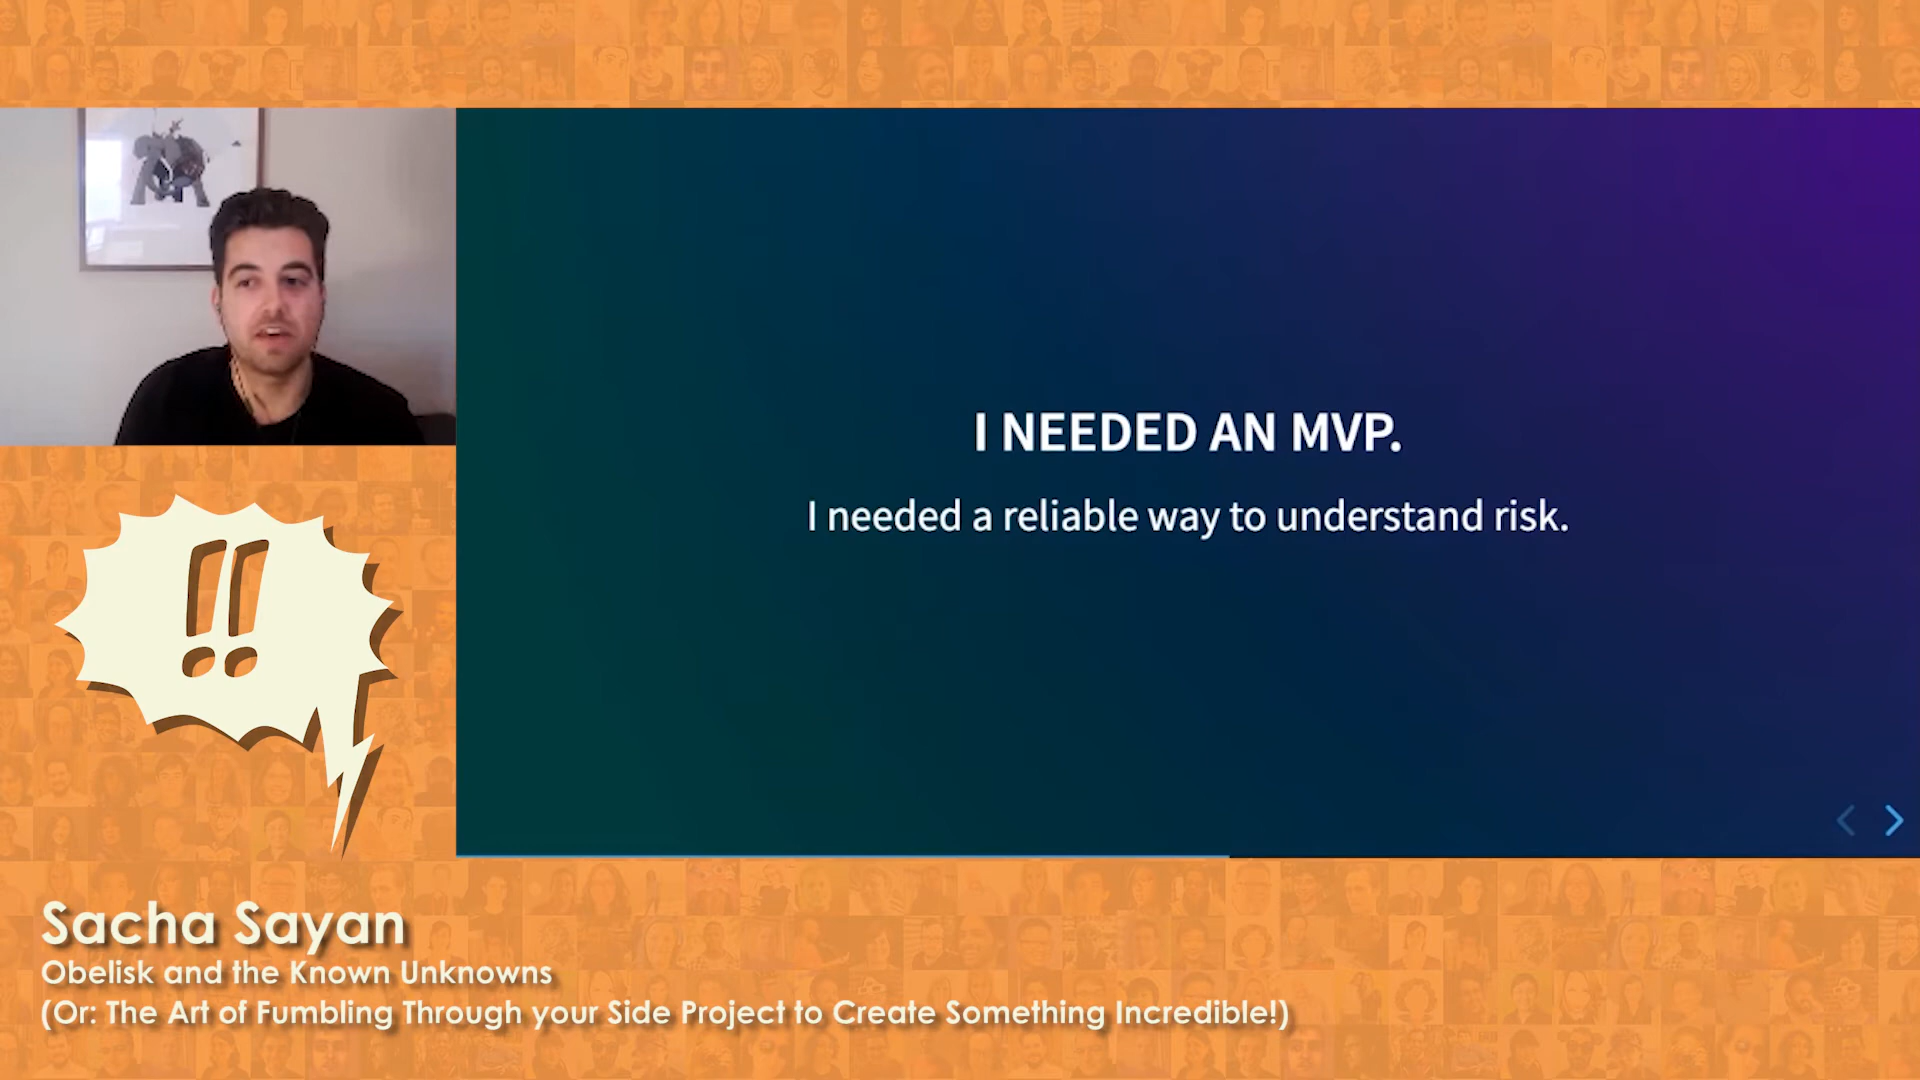 I NEEDED AN MVP.
I needed a reliable way to understand risk.
!!
Sacha Sayan
Obelisk and the Known Unknowns
(Or: The Art of Fumbling Through your Side Project to Create Something Incredible!)